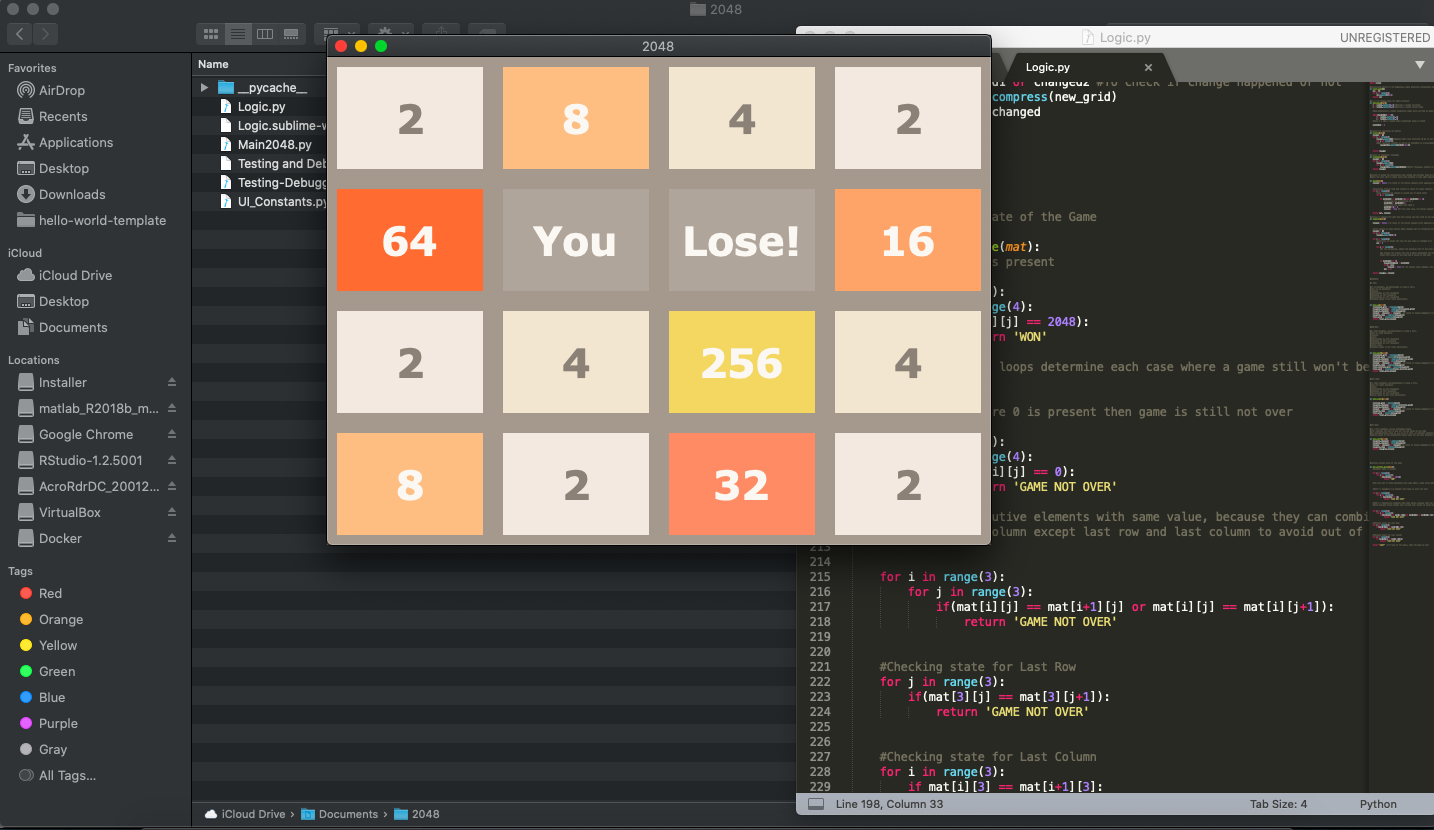 2048
Favorites
AirDrop
Recents
Applications
Desktop
Downloads
hello-world-template
iCloud
iCloud Drive
Desktop
Documents
Locations
Installer
matlab_R2018b_m...
Google Chrome
RStudio-1.2.5001
AcroRdrDC_20012...
VirtualBox
Docker
Tags
Red
Orange
Yellow
Green
Blue
Purple
Gray
All Tags...
Name
__pycache__
Logic.py
Logic.sublime-w
Main2048.py
Testing and Deb
Testing-Debugg
UI_Constants.py
iCloud Drive › Documents › 2048
2048
2 8 4 2
64 You Lose! 16
2 4 256 4
8 2 32 2
Logic.py UNREGISTERED
Logic.py ×
or changed2 #To check if change happened or not
compress(new_grid)
changed
ate of the Game
e(mat):
s present
):
ge(4):
][j] == 2048):
rn 'WON'
loops determine each case where a game still won't be
re 0 is present then game is still not over
):
ge(4):
i][j] == 0):
rn 'GAME NOT OVER'
utive elements with same value, because they can combi
olumn except last row and last column to avoid out of
213
214
215 for i in range(3):
216 for j in range(3):
217 if(mat[i][j] == mat[i+1][j] or mat[i][j] == mat[i][j+1]):
218 return 'GAME NOT OVER'
219
220
221 #Checking state for Last Row
222 for j in range(3):
223 if(mat[3][j] == mat[3][j+1]):
224 return 'GAME NOT OVER'
225
226
227 #Checking state for Last Column
228 for i in range(3):
229 if mat[i][3] == mat[i+1][3]:
Line 198, Column 33 Tab Size: 4 Python